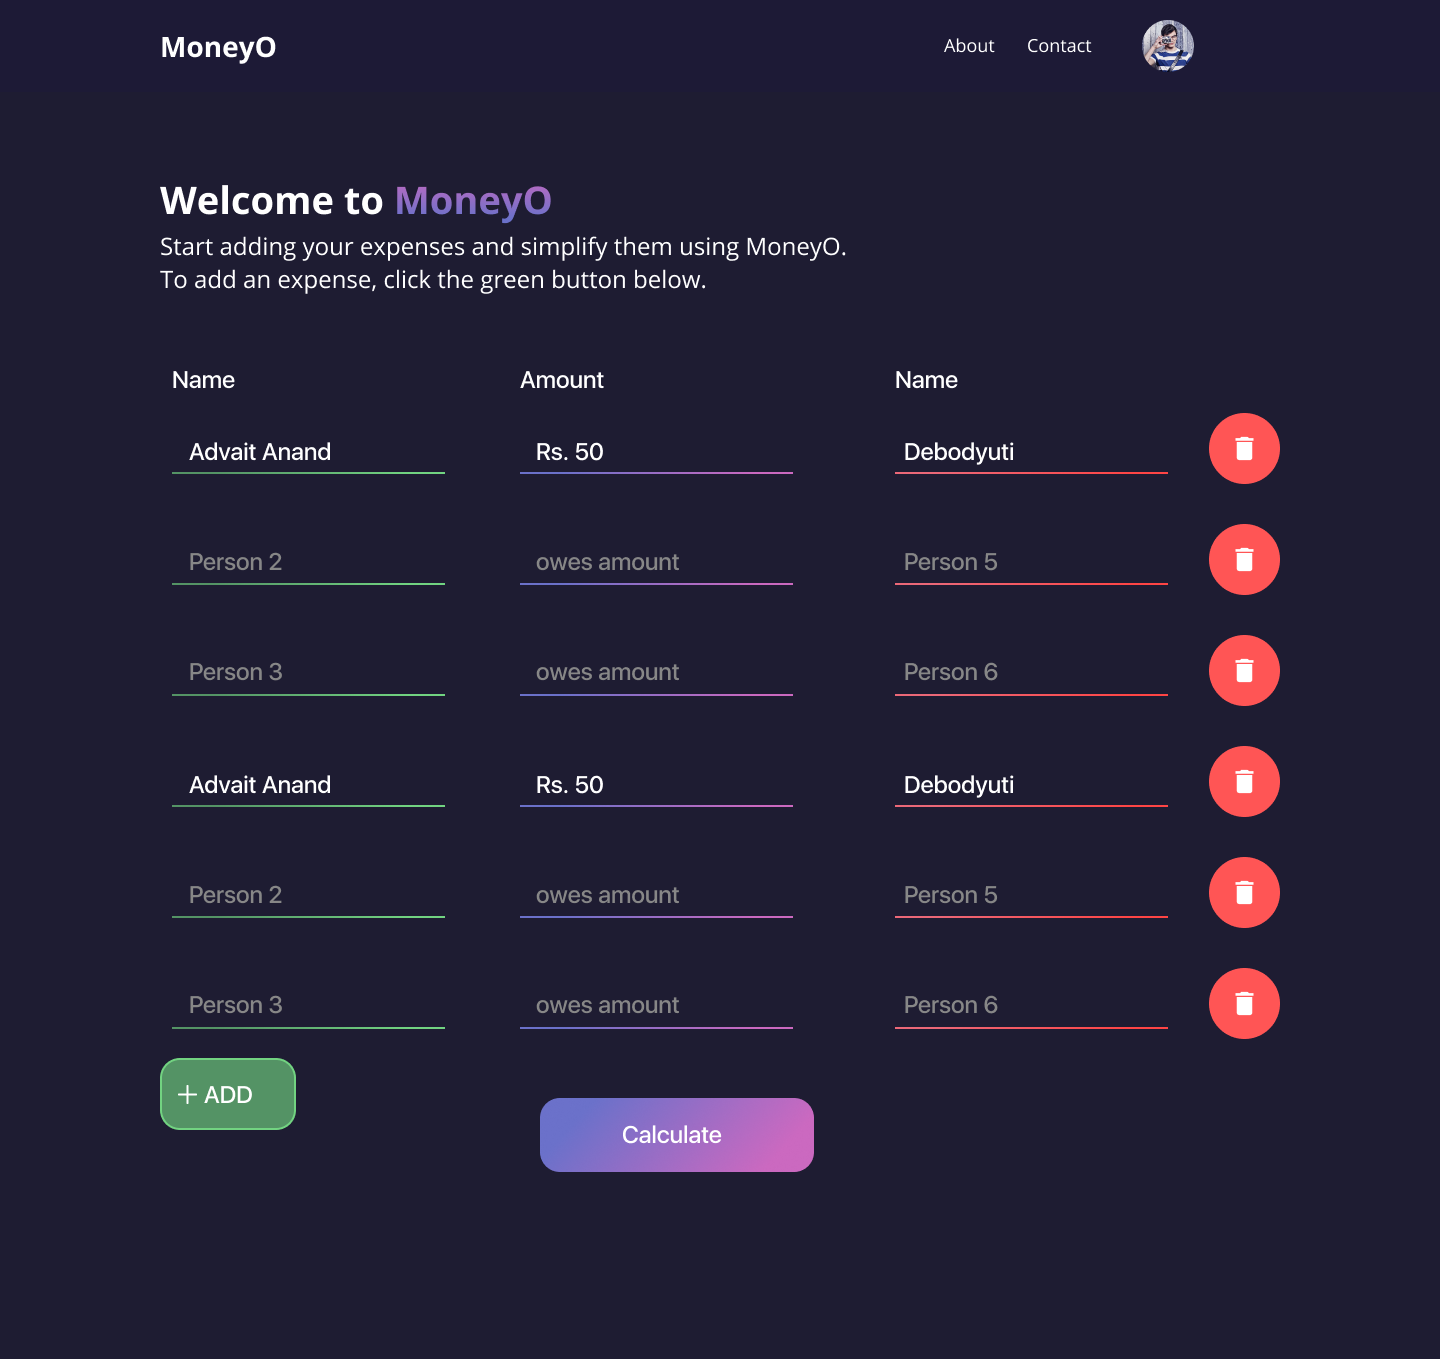 MoneyO
About Contact
Welcome to MoneyO
Start adding your expenses and simplify them using MoneyO.
To add an expense, click the green button below.
Name Amount Name
Advait Anand Rs. 50 Debodyuti
Person 2 owes amount Person 5
Person 3 owes amount Person 6
Advait Anand Rs. 50 Debodyuti
Person 2 owes amount Person 5
Person 3 owes amount Person 6
ADD
Calculate